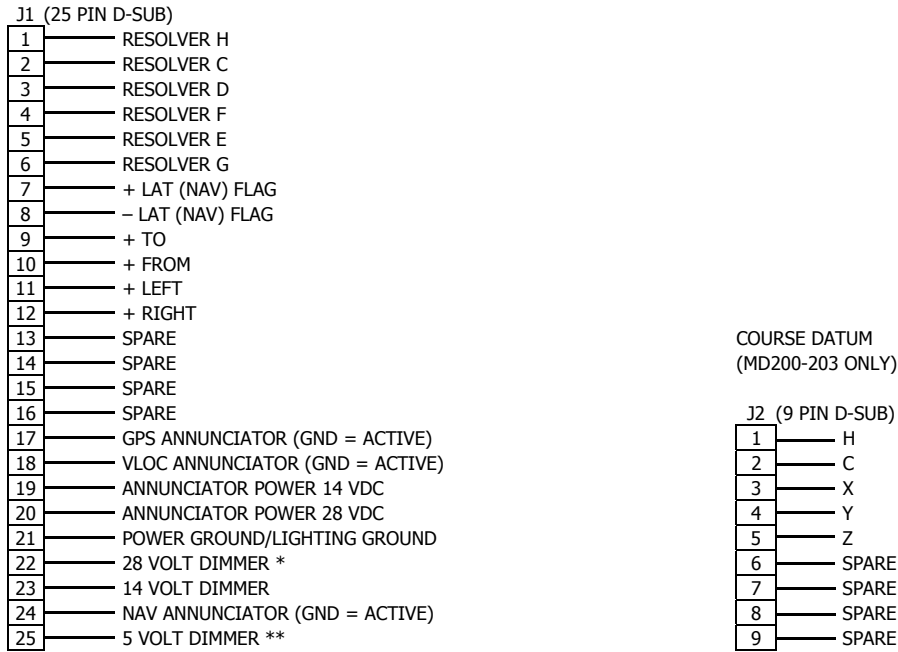 J1 (25 PIN D-SUB)
1 RESOLVER H
2 RESOLVER C
3 RESOLVER D
4 RESOLVER F
5 RESOLVER E
6 RESOLVER G
7 + LAT (NAV) FLAG
8 – LAT (NAV) FLAG
9 + TO
10 + FROM
11 + LEFT
12 + RIGHT
13 SPARE
14 SPARE
15 SPARE
16 SPARE
17 GPS ANNUNCIATOR (GND = ACTIVE)
18 VLOC ANNUNCIATOR (GND = ACTIVE)
19 ANNUNCIATOR POWER 14 VDC
20 ANNUNCIATOR POWER 28 VDC
21 POWER GROUND/LIGHTING GROUND
22 28 VOLT DIMMER *
23 14 VOLT DIMMER
24 NAV ANNUNCIATOR (GND = ACTIVE)
25 5 VOLT DIMMER **
COURSE DATUM
(MD200-203 ONLY)
J2 (9 PIN D-SUB)
1 H
2 C
3 X
4 Y
5 Z
6 SPARE
7 SPARE
8 SPARE
9 SPARE